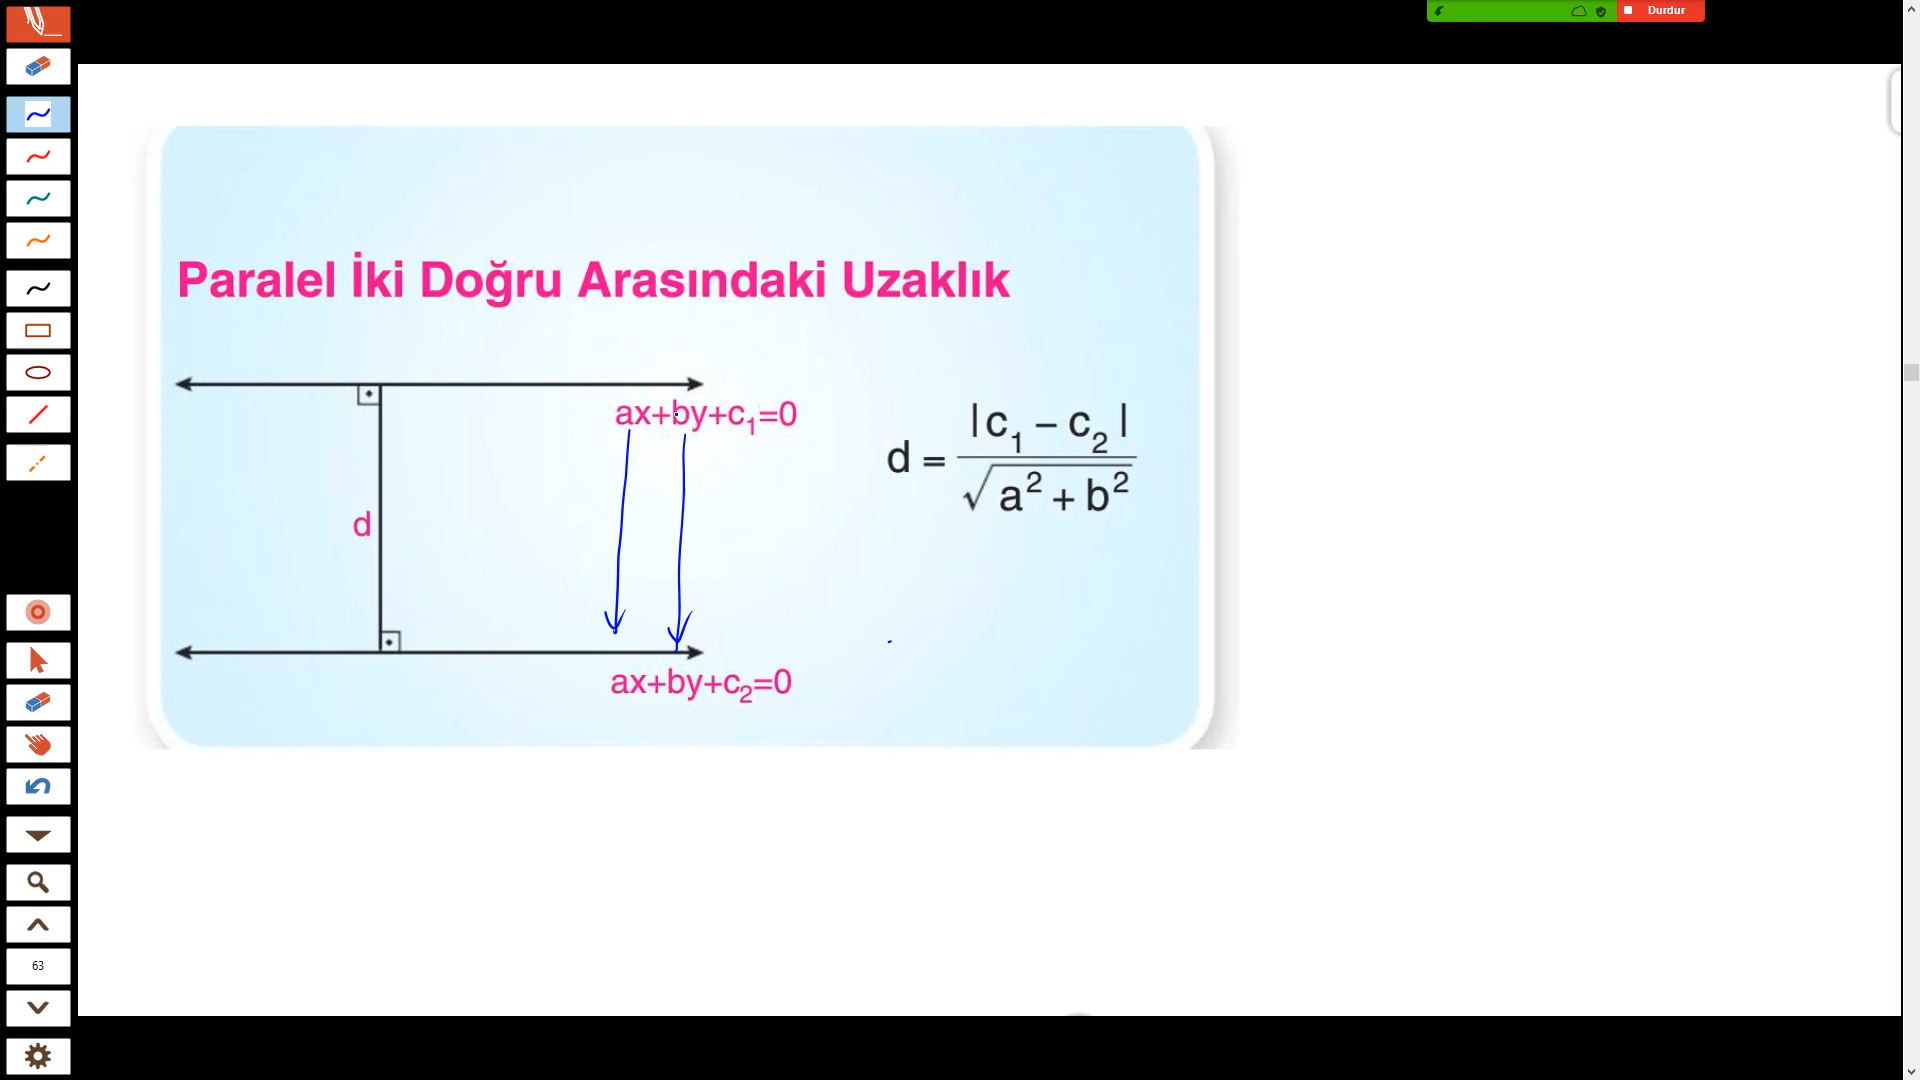 Durdur
Paralel İki Doğru Arasındaki Uzaklık
ax+by+c₁=0
d = |c₁ − c₂| / √a² + b²
d
ax+by+c₂=0
63